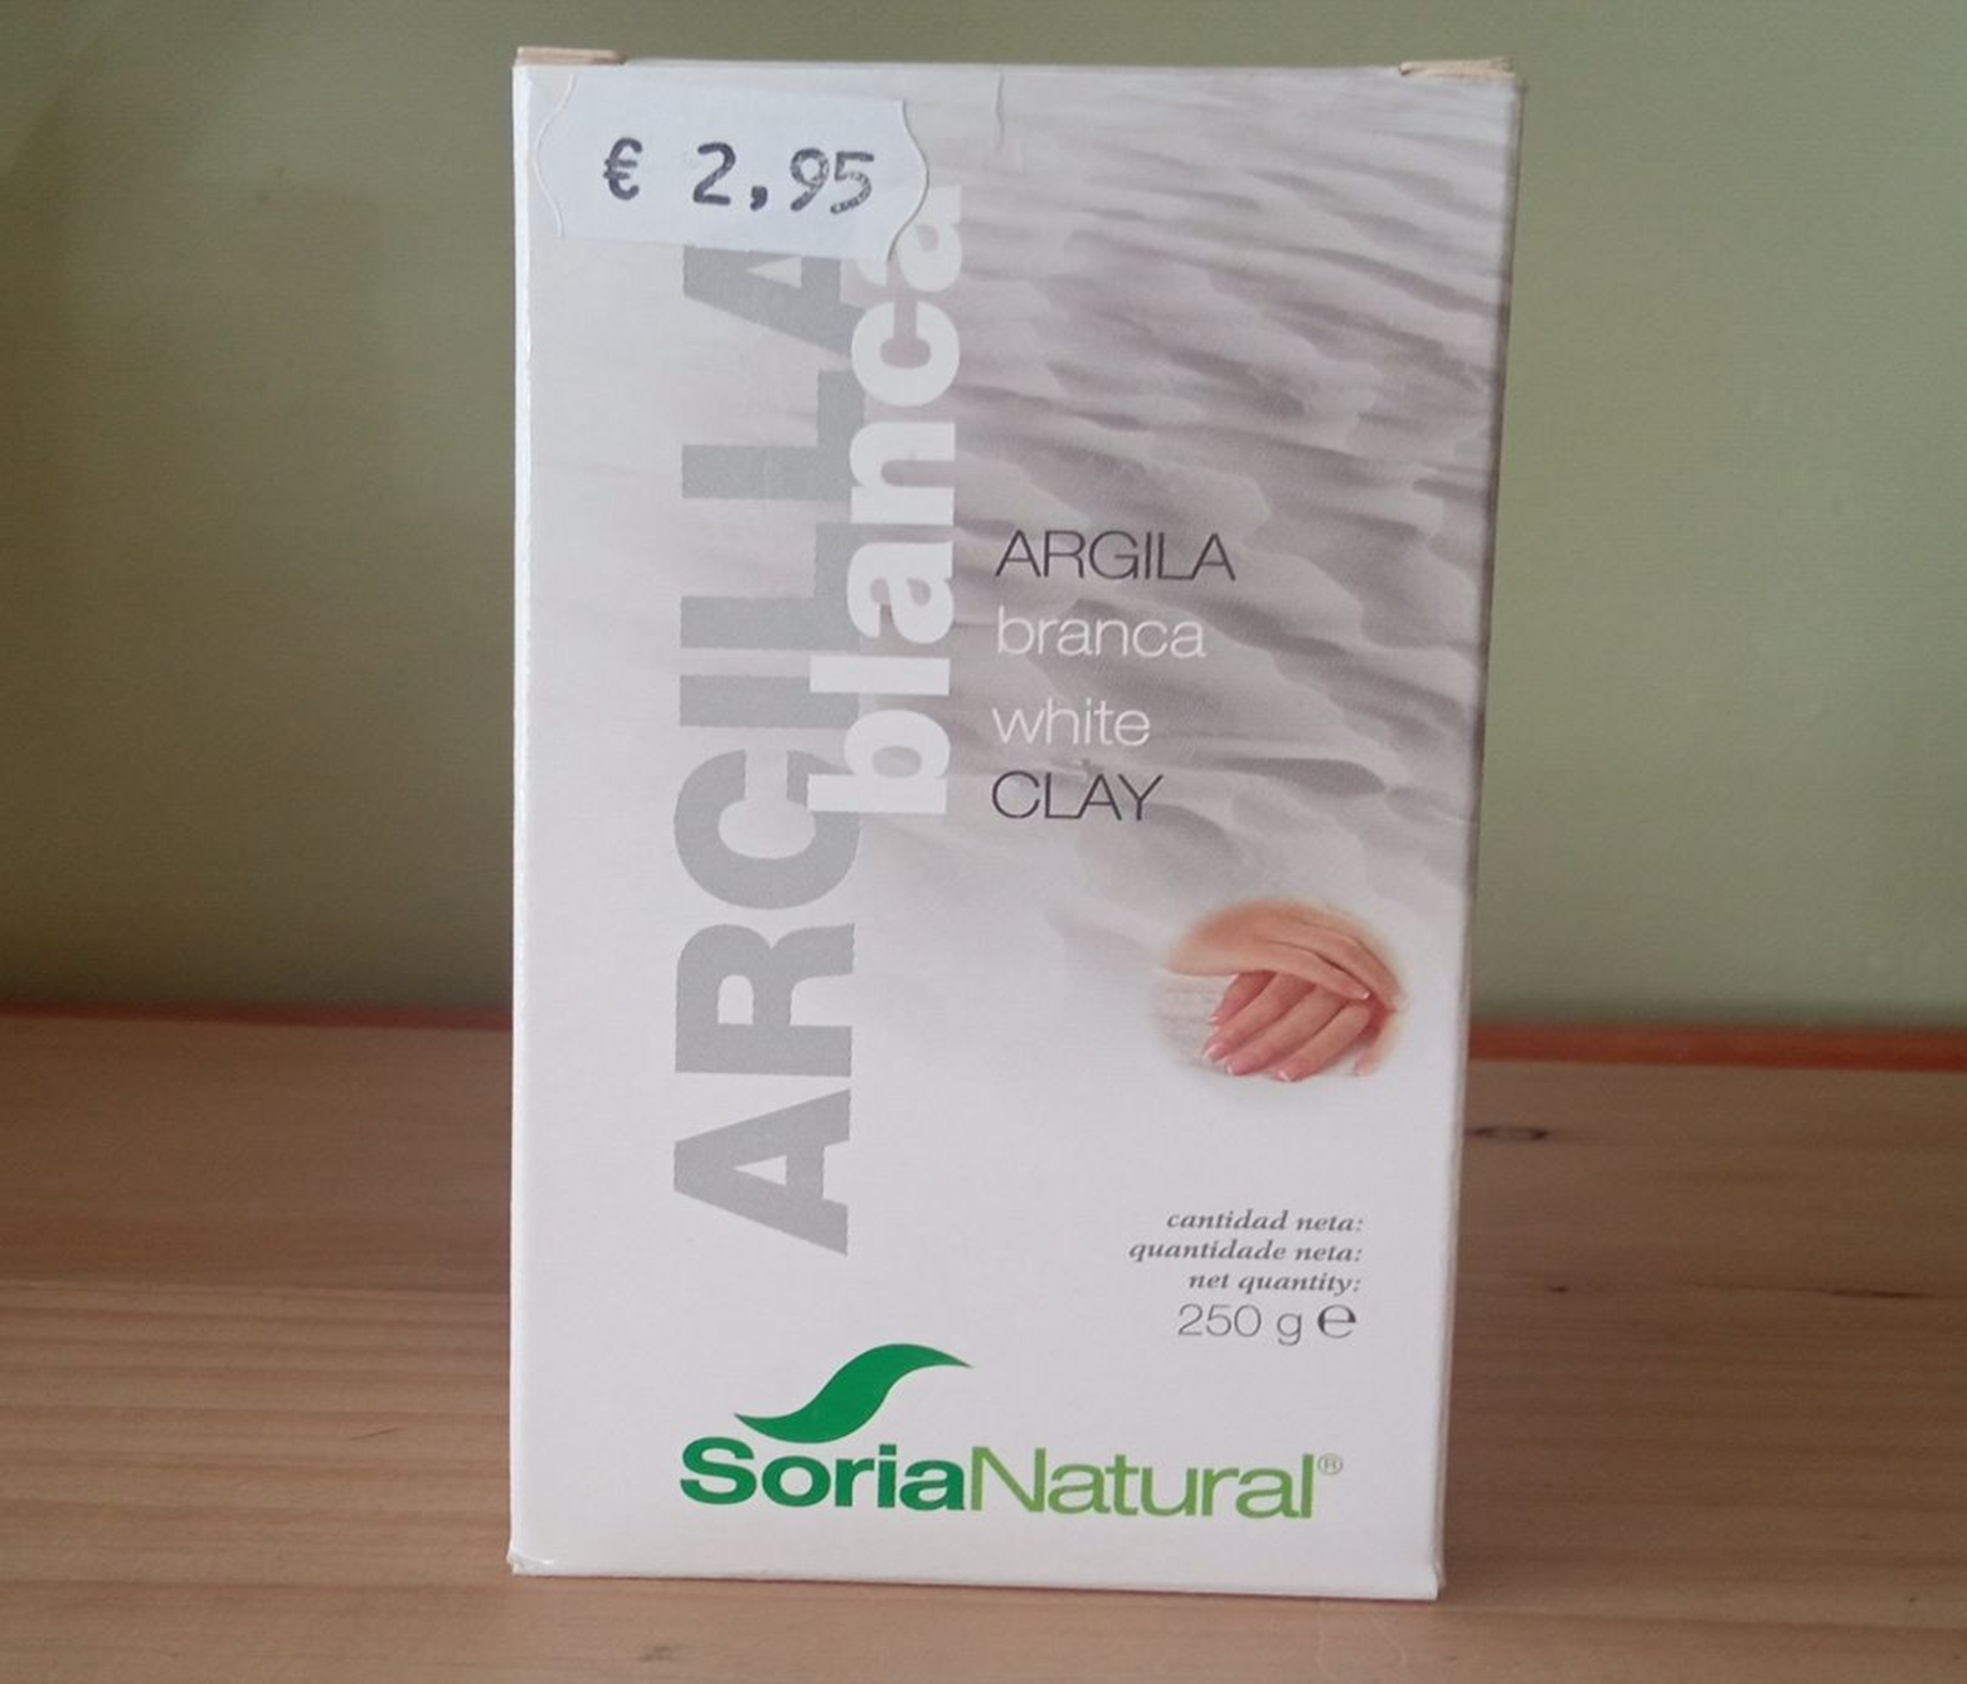 € 2,95
ARCILLA
blanca
ARGILA
branca
white
CLAY
cantidad neta:
quantidade neta:
net quantity:
250 g ℮
SoriaNatural®